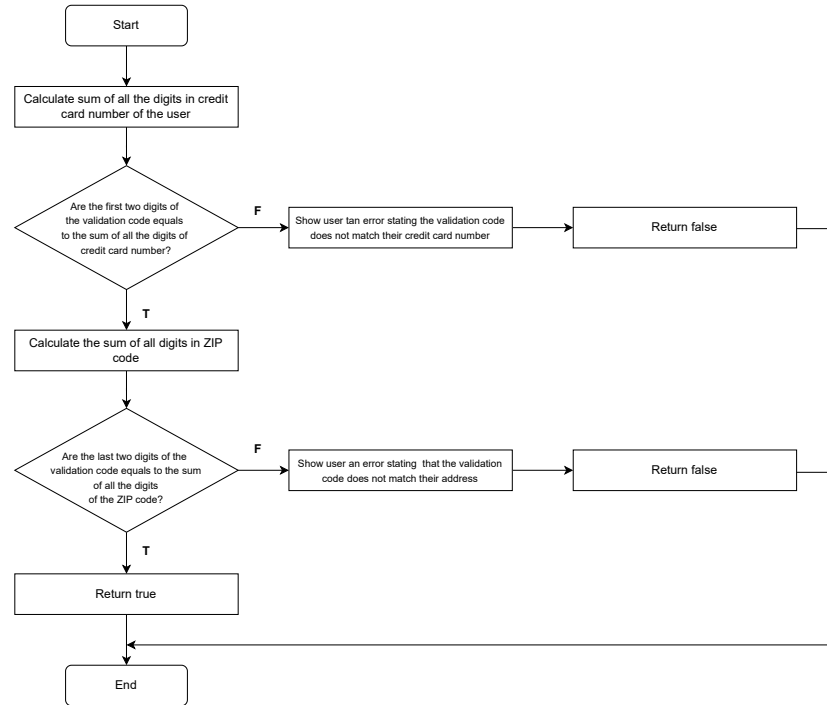 Start
Calculate sum of all the digits in credit
card number of the user
Are the first two digits of
the validation code equals
to the sum of all the digits of
credit card number?
F
Show user tan error stating the validation code
does not match their credit card number
Return false
T
Calculate the sum of all digits in ZIP
code
Are the last two digits of the
validation code equals to the sum
of all the digits
of the ZIP code?
F
Show user an error stating that the validation
code does not match their address
Return false
T
Return true
End